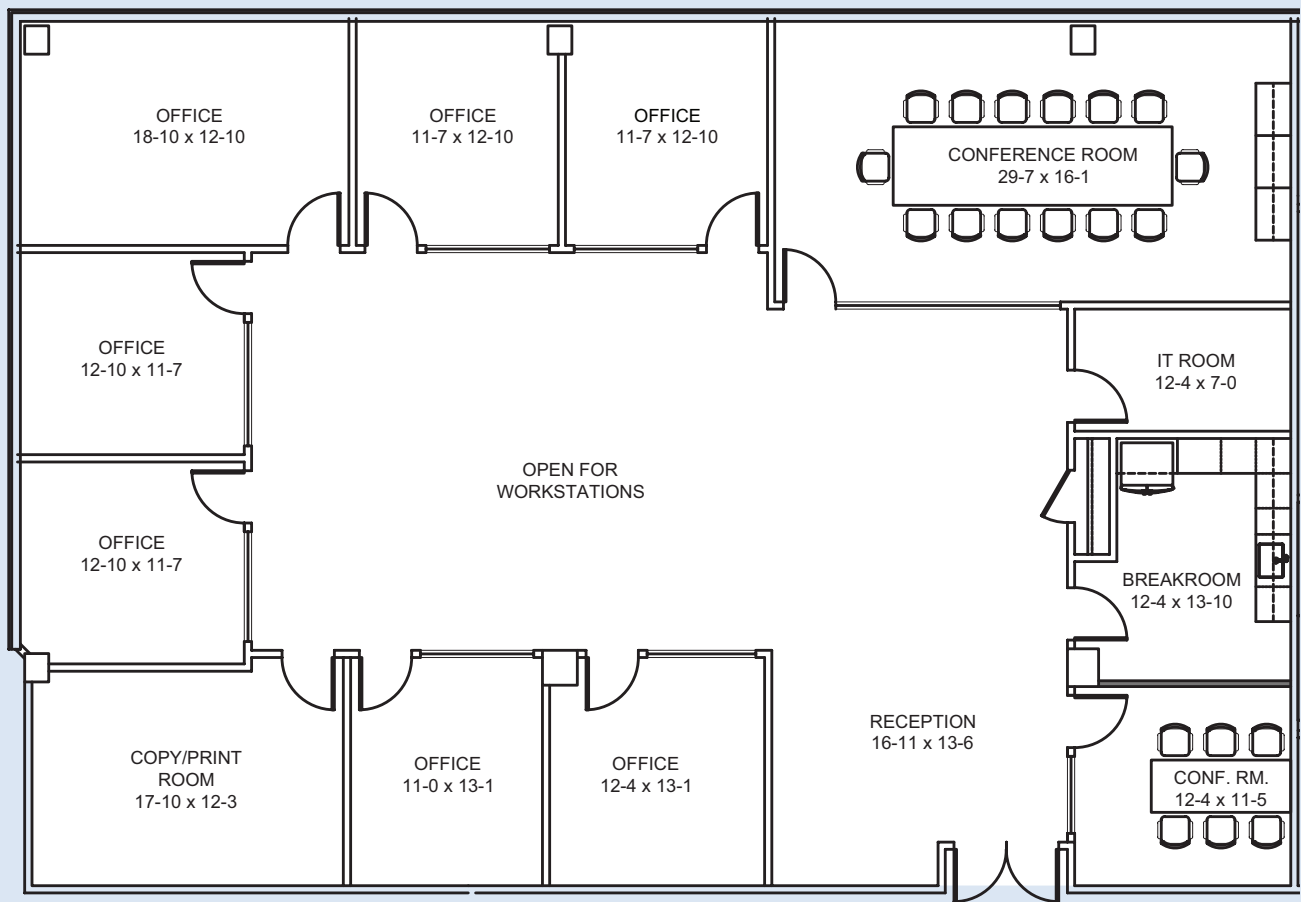 OFFICE
18-10 x 12-10
OFFICE
11-7 x 12-10
OFFICE
11-7 x 12-10
CONFERENCE ROOM
29-7 x 16-1
OFFICE
12-10 x 11-7
IT ROOM
12-4 x 7-0
OPEN FOR
WORKSTATIONS
OFFICE
12-10 x 11-7
BREAKROOM
12-4 x 13-10
COPY/PRINT
ROOM
17-10 x 12-3
OFFICE
11-0 x 13-1
OFFICE
12-4 x 13-1
RECEPTION
16-11 x 13-6
CONF. RM.
12-4 x 11-5